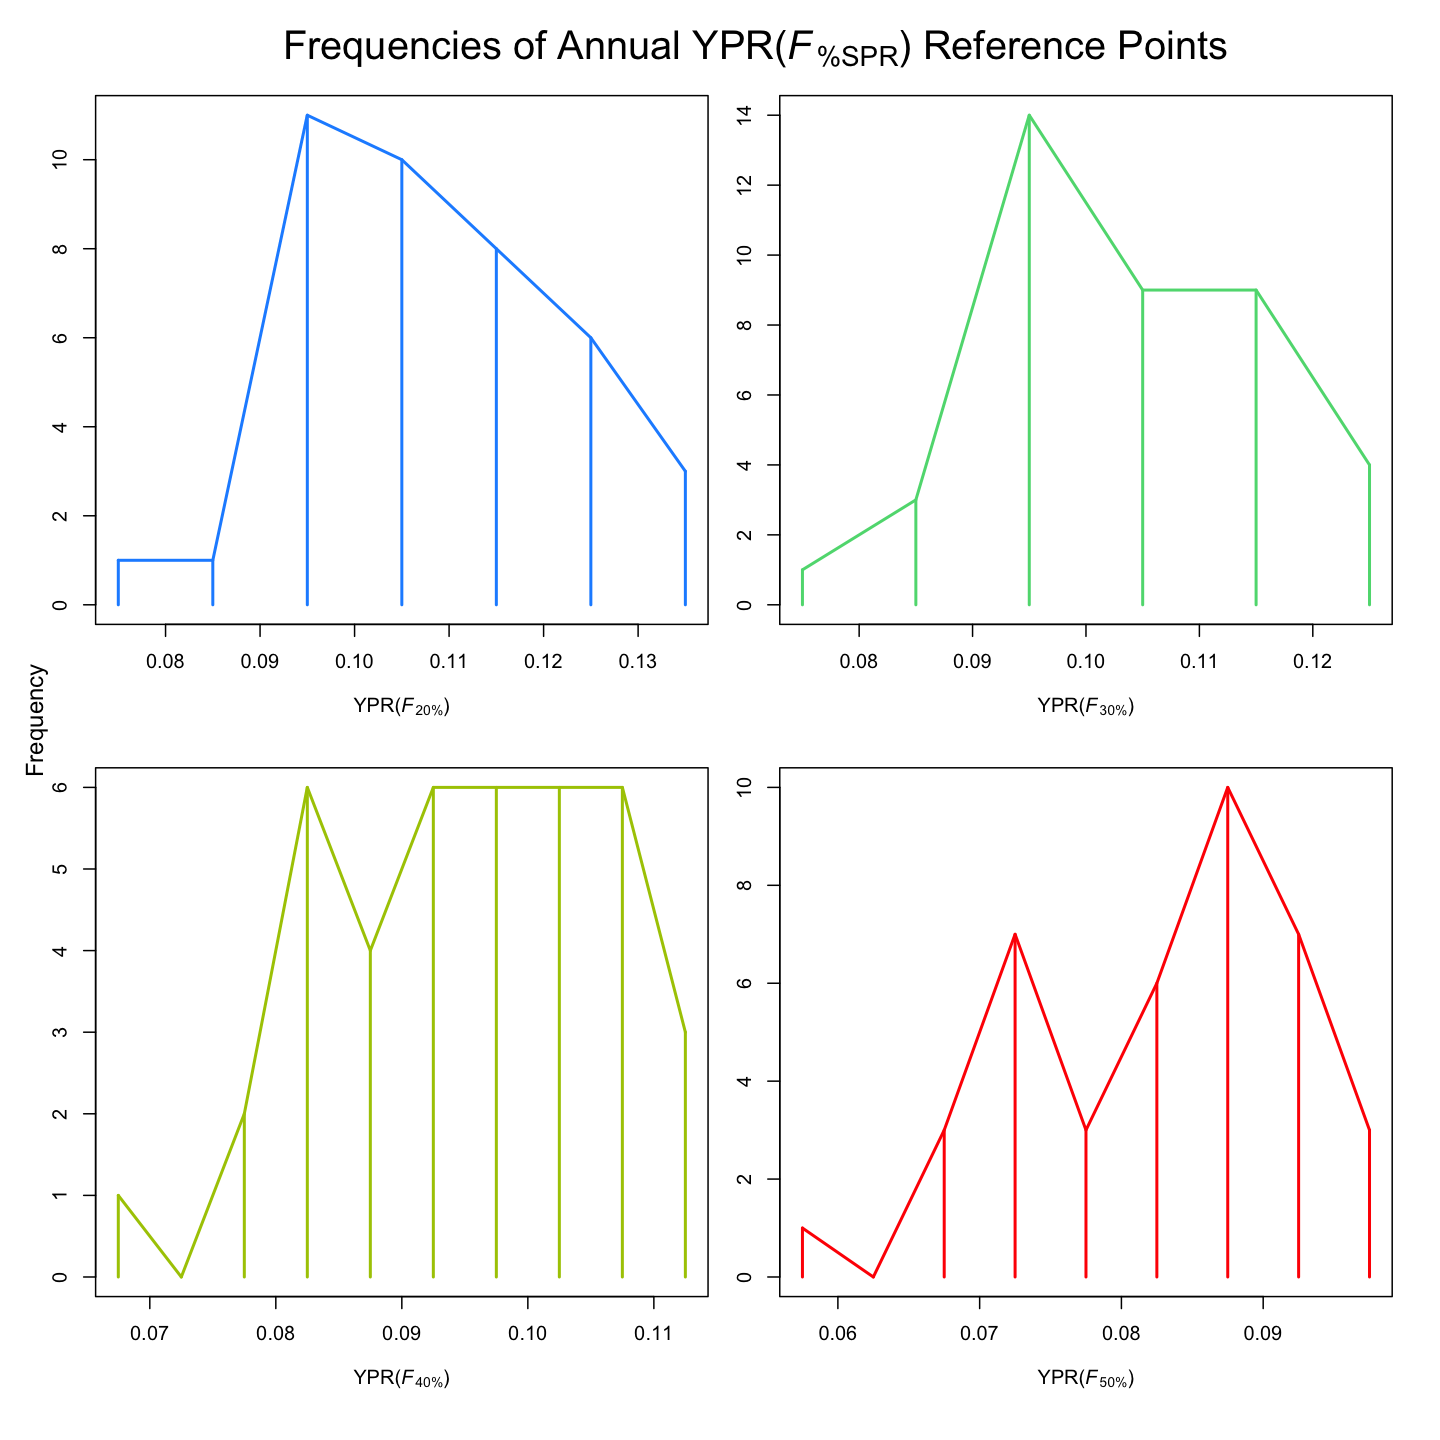 Frequencies of Annual YPR(F%SPR) Reference Points
Frequency
0 2 4 6 8 10
0.08 0.09 0.10 0.11 0.12 0.13
YPR(F20%)
0 2 4 6 8 10 12 14
0.08 0.09 0.10 0.11 0.12
YPR(F30%)
0 1 2 3 4 5 6
0.07 0.08 0.09 0.10 0.11
YPR(F40%)
0 2 4 6 8 10
0.06 0.07 0.08 0.09
YPR(F50%)